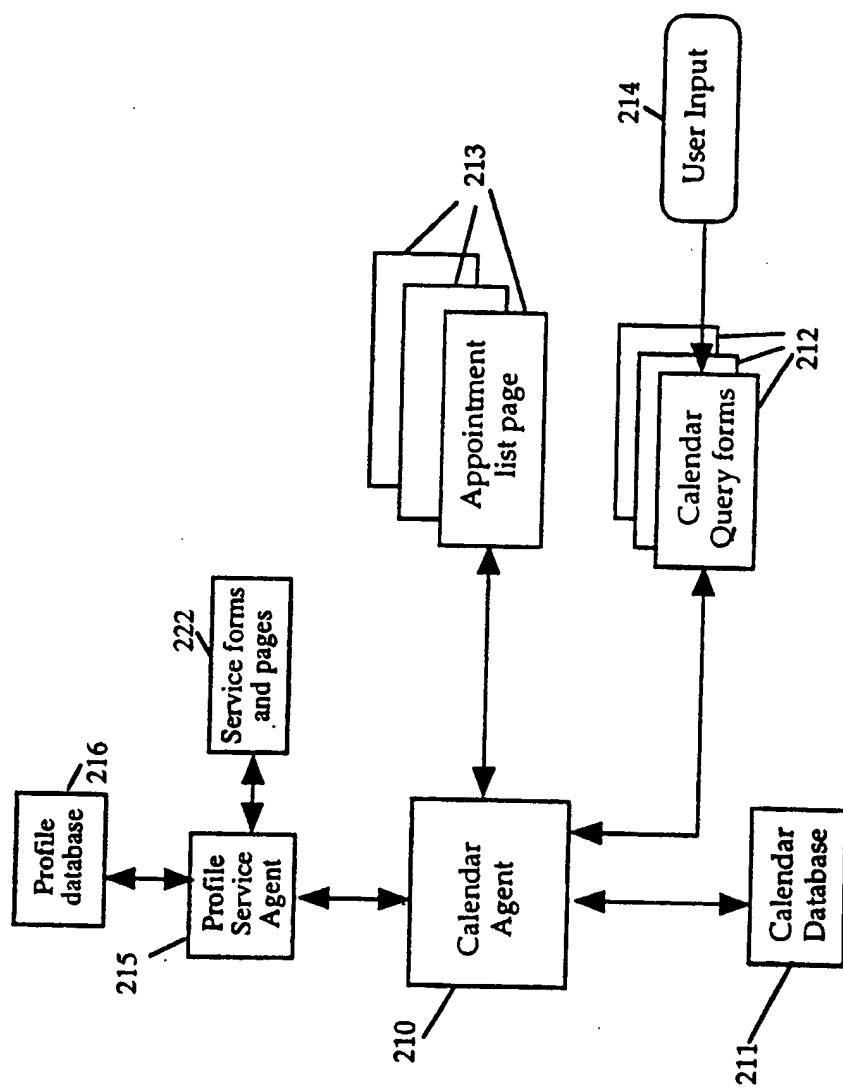 Profile
database
216
Profile
Service
Agent
215
Service forms
and pages
222
Calendar
Agent
210
Appointment
list page
213
Calendar
Database
211
Calendar
Query forms
212
User Input
214